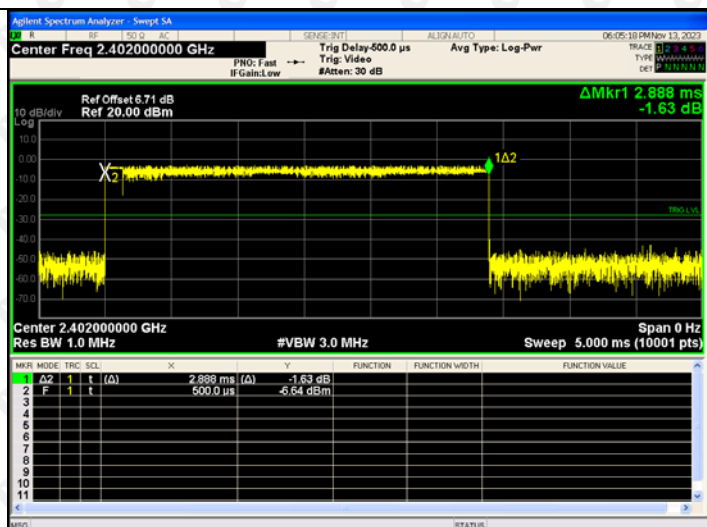 Agilent Spectrum Analyzer - Swept SA
R RF 50 Ω AC SENSE:INT ALIGN AUTO 06:05:18 PM Nov 13, 2023
Center Freq 2.402000000 GHz
PNO: Fast
IFGain:Low
Trig Delay-500.0 µs
Trig: Video
#Atten: 30 dB
Avg Type: Log-Pwr
TRACE 1 2 3 4 5 6
TYPE
DET P N N N N N
ΔMkr1 2.888 ms
-1.63 dB
Ref Offset 6.71 dB
10 dB/div Ref 20.00 dBm
Log
10.0
0.00
-10.0
-20.0
-30.0
-40.0
-50.0
-60.0
-70.0
X2
1Δ2
TRIG LVL
Center 2.402000000 GHz Span 0 Hz
Res BW 1.0 MHz #VBW 3.0 MHz Sweep 5.000 ms (10001 pts)
MKR MODE TRC SCL X Y FUNCTION FUNCTION WIDTH FUNCTION VALUE
1 Δ2 1 t (Δ) 2.888 ms (Δ) -1.63 dB
2 F 1 t 500.0 µs -6.64 dBm
3
4
5
6
7
8
9
10
11
MSG STATUS